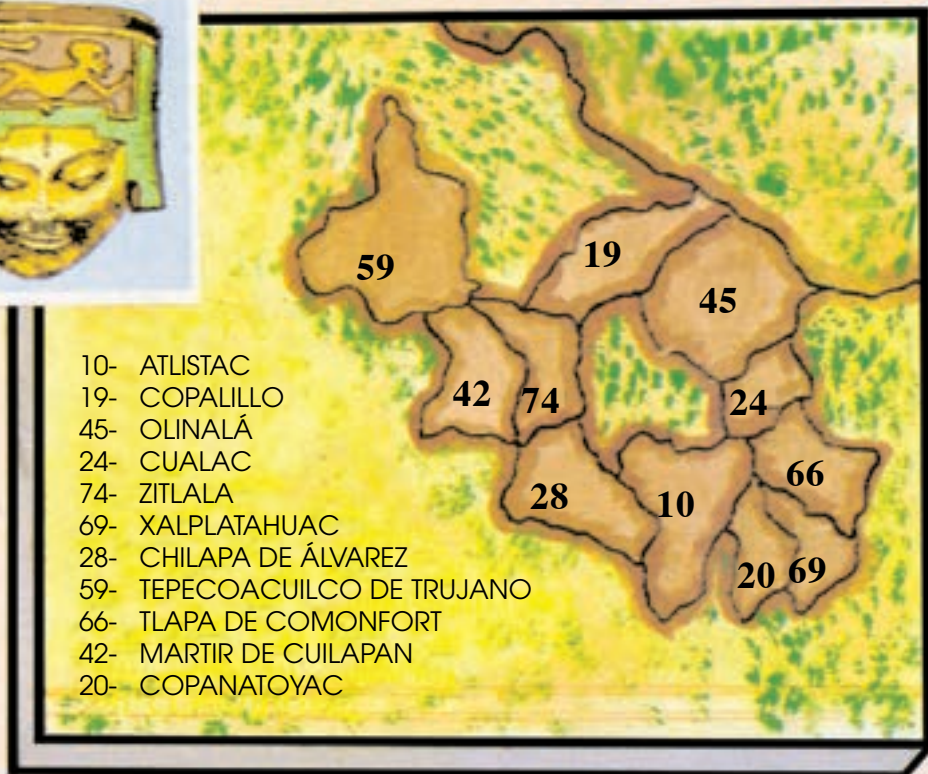 59
19
45
42
74
24
28
10
66
20
69
10- ATLISTAC
19- COPALILLO
45- OLINALÁ
24- CUALAC
74- ZITLALA
69- XALPLATAHUAC
28- CHILAPA DE ÁLVAREZ
59- TEPECOACUILCO DE TRUJANO
66- TLAPA DE COMONFORT
42- MARTIR DE CUILAPAN
20- COPANATOYAC